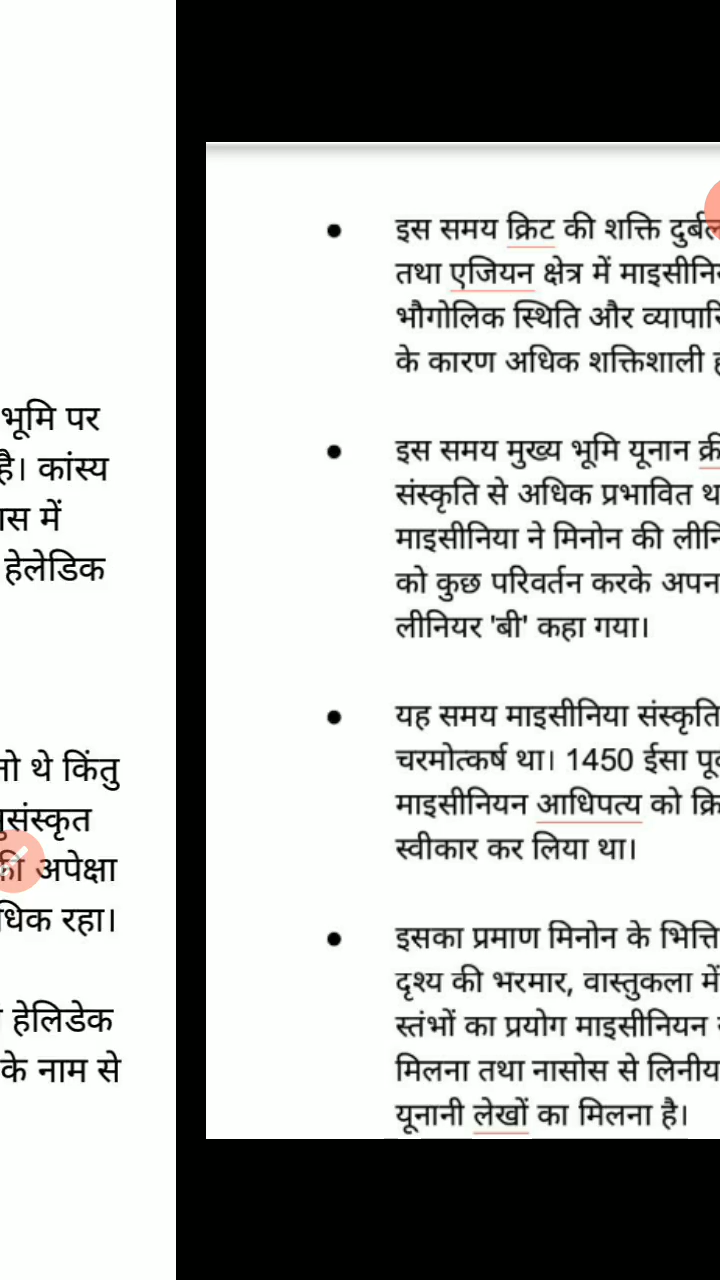 भूमि पर
है। कांस्य
में
हेलेडिक
थे किंतु
अपेक्षा
रहा।
हेलिडेक
के नाम से
• इस समय क्रिट की शक्ति
तथा एजियन क्षेत्र में
भौगोलिक स्थिति और
के कारण अधिक शक्तिशाली
• इस समय मुख्य भूमि यूनान
संस्कृति से अधिक प्रभावित
माइसीनिया ने मिनोन की
को कुछ परिवर्तन करके
लीनियर 'बी' कहा गया।
• यह समय माइसीनिया संस्कृति
चरमोत्कर्ष था। 1450 ईसा
माइसीनियन आधिपत्य को
स्वीकार कर लिया था।
• इसका प्रमाण मिनोन के
दृश्य की भरमार, वास्तुकला में
स्तंभों का प्रयोग माइसीनियन
मिलना तथा नासोस से
यूनानी लेखों का मिलना है।